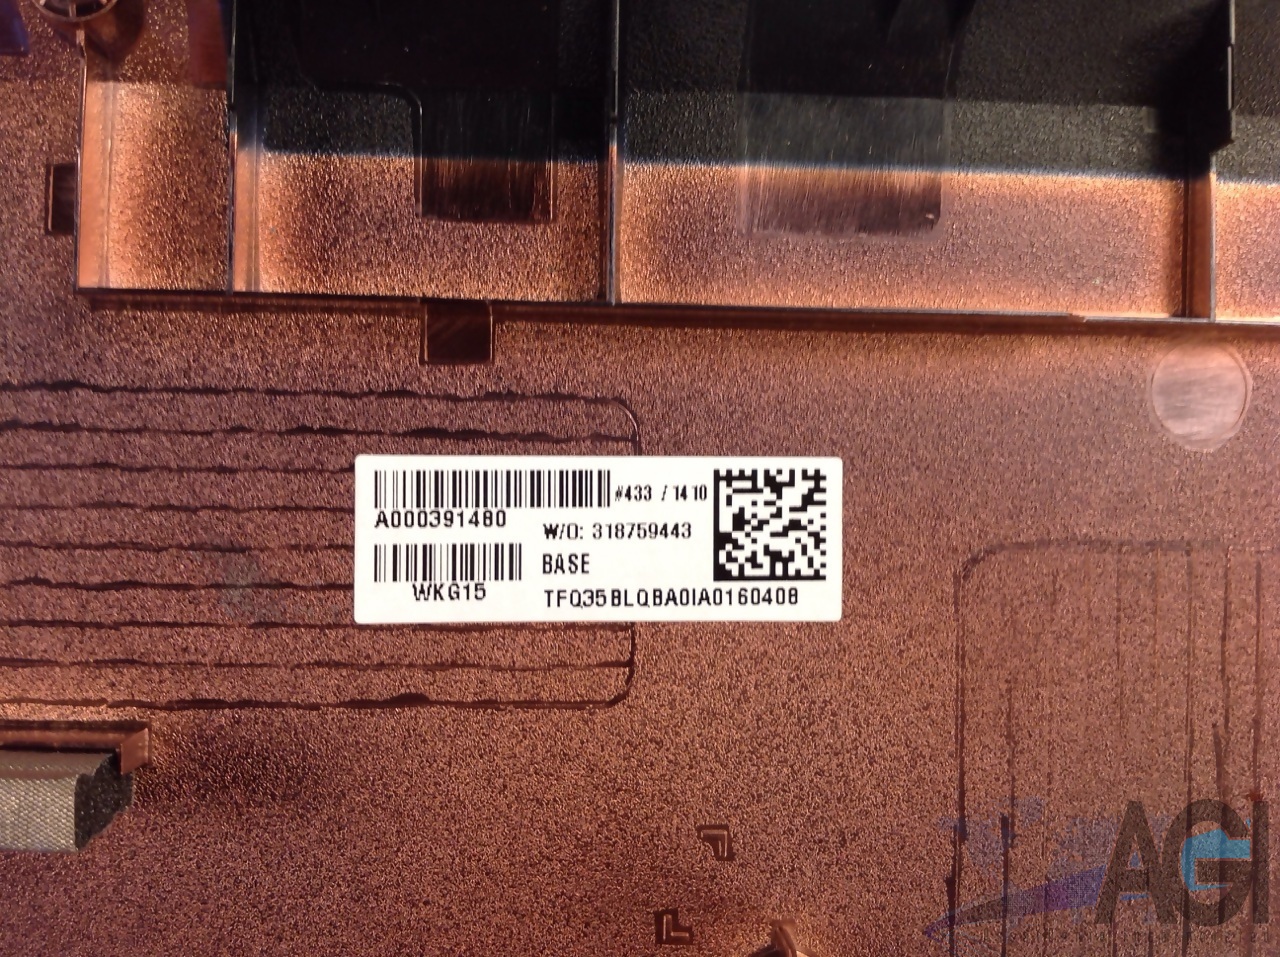 #433 / 1410
A000391480
W/O: 318759443
BASE
WKG15
TFQ35BLQBA0IA0160408
AGI